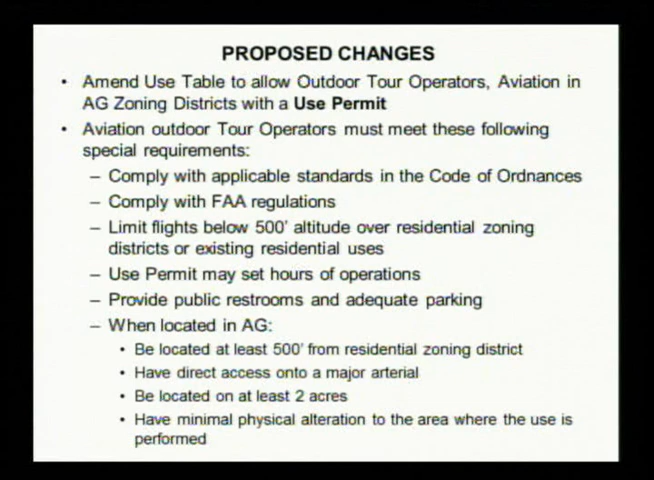 PROPOSED CHANGES
• Amend Use Table to allow Outdoor Tour Operators, Aviation in
AG Zoning Districts with a Use Permit
• Aviation outdoor Tour Operators must meet these following
special requirements:
– Comply with applicable standards in the Code of Ordnances
– Comply with FAA regulations
– Limit flights below 500' altitude over residential zoning
districts or existing residential uses
– Use Permit may set hours of operations
– Provide public restrooms and adequate parking
– When located in AG:
• Be located at least 500' from residential zoning district
• Have direct access onto a major arterial
• Be located on at least 2 acres
• Have minimal physical alteration to the area where the use is
performed